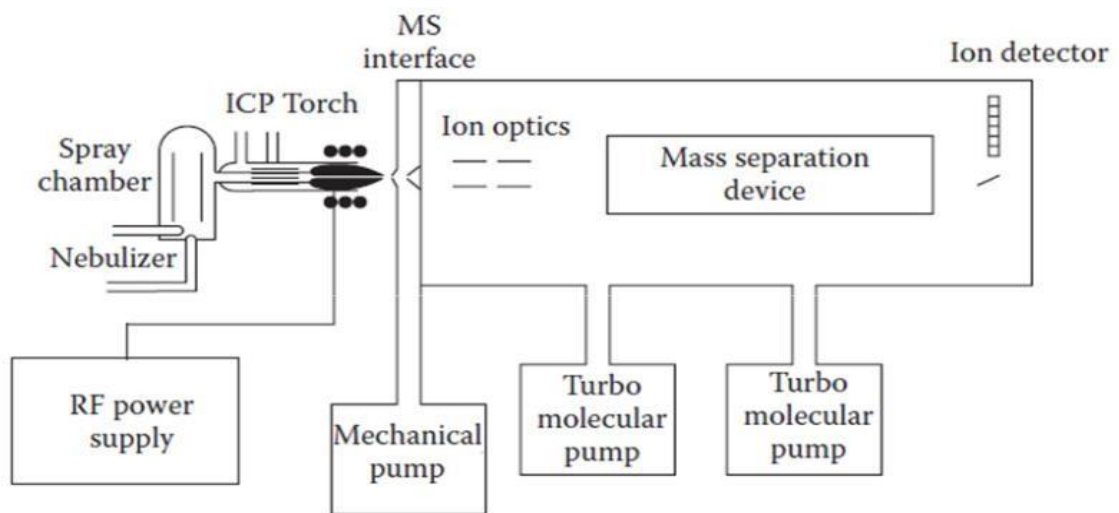 MS
interface
Ion detector
ICP Torch
Ion optics
Spray
chamber
Mass separation
device
Nebulizer
RF power
supply
Mechanical
pump
Turbo
molecular
pump
Turbo
molecular
pump